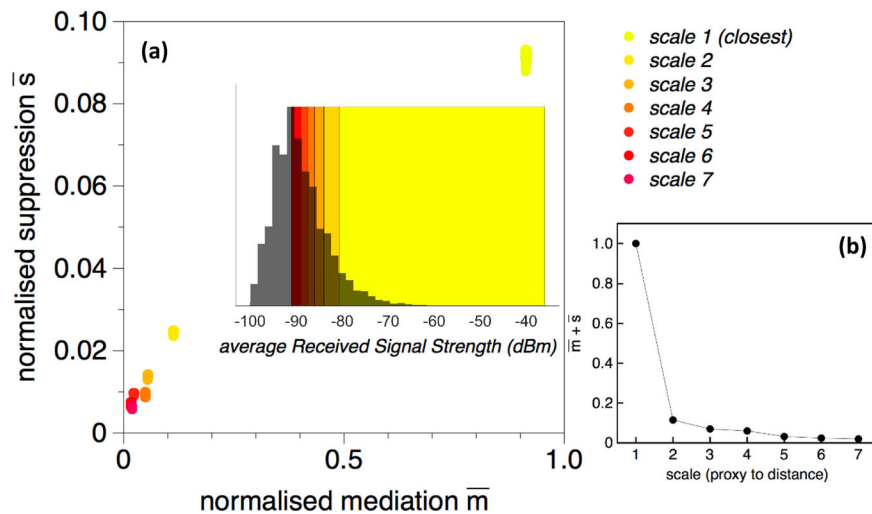 (a)
normalised suppression s̅
0.10
0.08
0.06
0.04
0.02
0
0 0.5 1.0
normalised mediation m̅
-100 -90 -80 -70 -60 -50 -40
average Received Signal Strength (dBm)
scale 1 (closest)
scale 2
scale 3
scale 4
scale 5
scale 6
scale 7
(b)
m̅ + s̅
1.0
0.8
0.6
0.4
0.2
0
1 2 3 4 5 6 7
scale (proxy to distance)